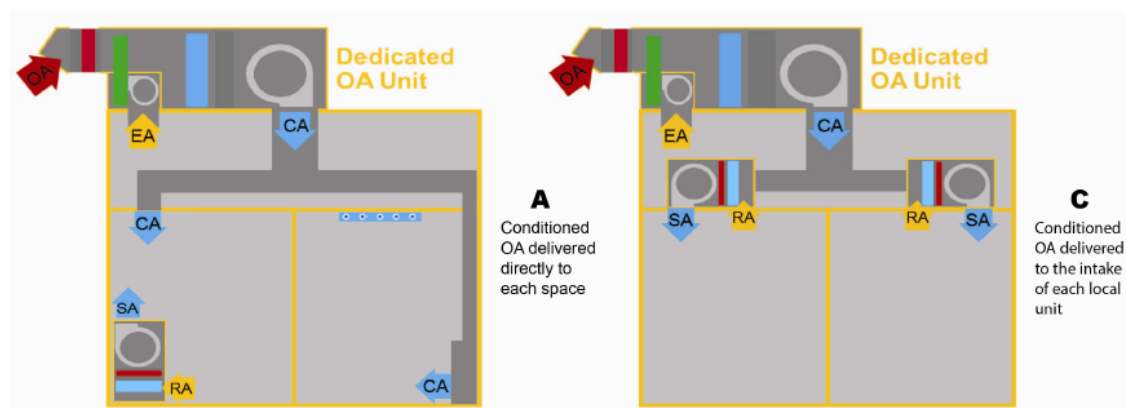 OA
Dedicated
OA Unit
EA
CA
CA
SA
RA
CA
A
Conditioned
OA delivered
directly to
each space
OA
Dedicated
OA Unit
EA
CA
SA
RA
RA
SA
C
Conditioned
OA delivered
to the intake
of each local
unit